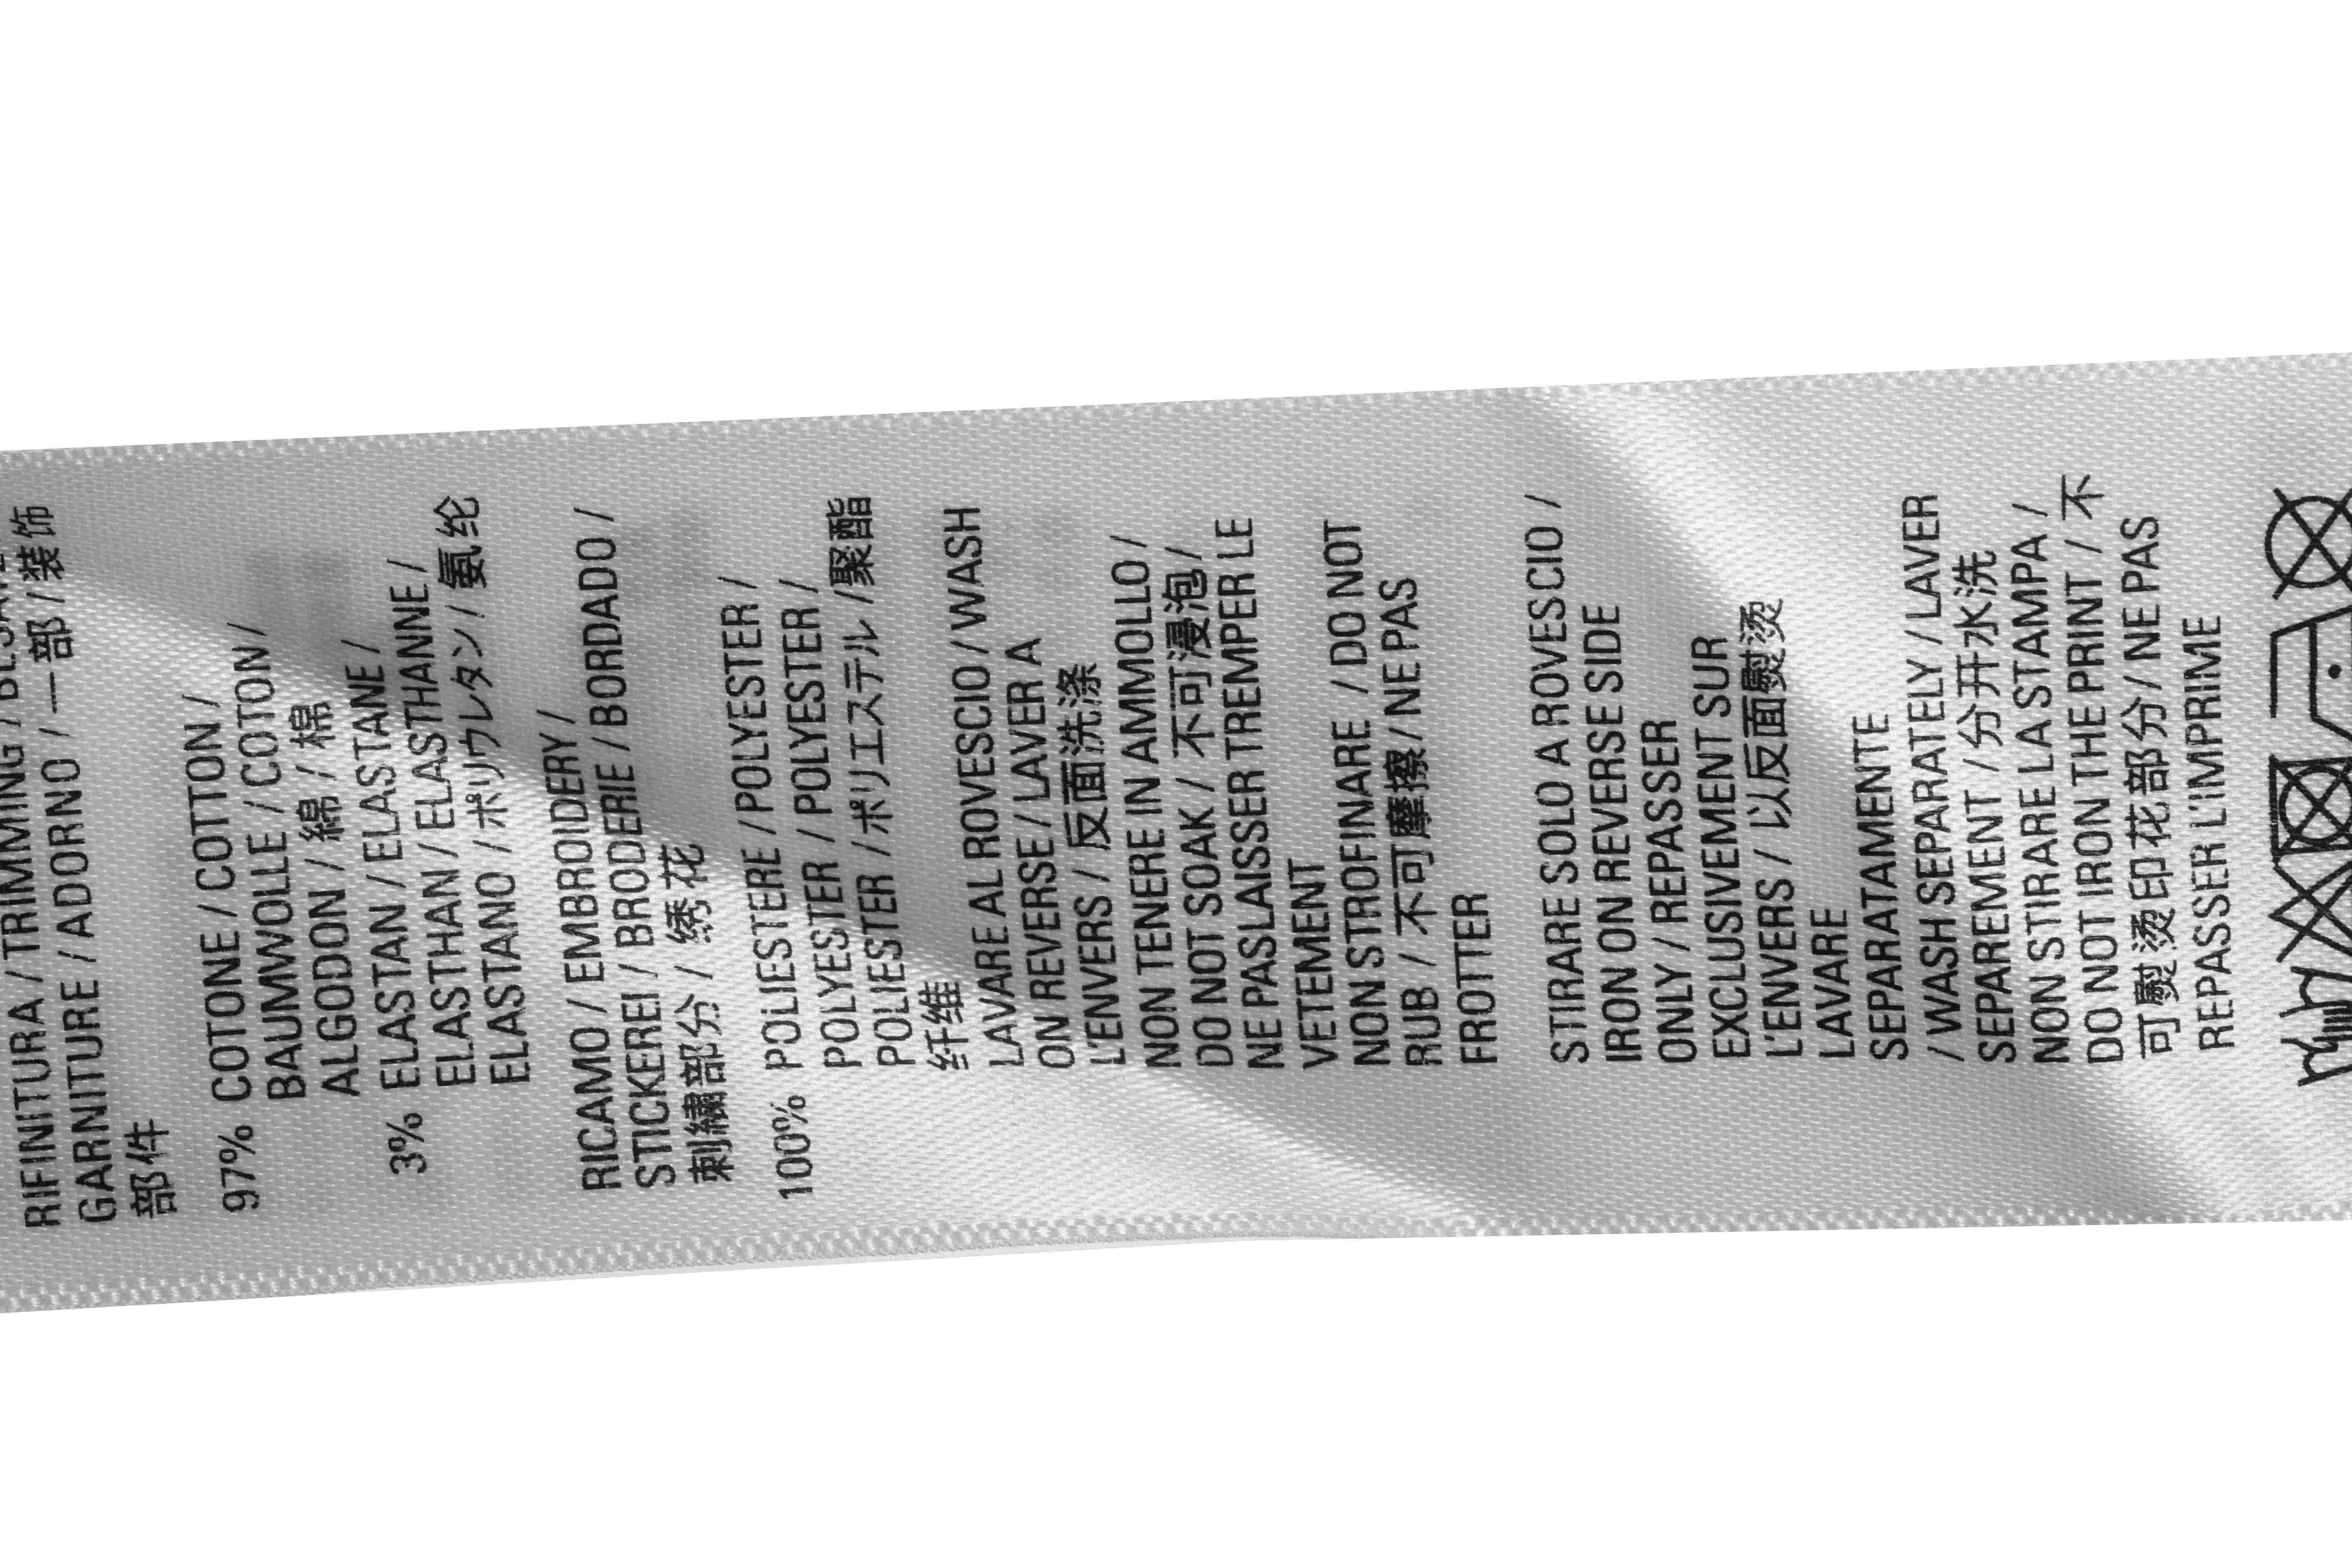 RIFINITURA / TRIMMING /
GARNITURE / ADORNO / 一部 / 装饰
部件
97% COTONE / COTTON /
BAUMWOLLE / COTON /
ALGODON / 綿 / 棉
3% ELASTAN / ELASTANE /
ELASTHAN / ELASTHANNE /
ELASTANO / ポリウレタン / 氨纶
RICAMO / EMBROIDERY /
STICKEREI / BRODERIE / BORDADO /
刺繍部分 / 绣花
100% POLIESTERE / POLYESTER /
POLYESTER / POLYESTER /
POLIESTER / ポリエステル / 聚酯
纤维
LAVARE AL ROVESCIO / WASH
ON REVERSE / LAVER A
L'ENVERS / 反面洗涤
NON TENERE IN AMMOLLO /
DO NOT SOAK / 不可浸泡 /
NE PASLAISSER TREMPER LE
VETEMENT
NON STROFINARE / DO NOT
RUB / 不可摩擦 / NE PAS
FROTTER
STIRARE SOLO A ROVESCIO /
IRON ON REVERSE SIDE
ONLY / REPASSER
EXCLUSIVEMENT SUR
L'ENVERS / 以反面熨烫
LAVARE
SEPARATAMENTE
/ WASH SEPARATELY / LAVER
SEPAREMENT / 分开水洗
NON STIRARE LA STAMPA /
DO NOT IRON THE PRINT / 不
可熨烫印花部分 / NE PAS
REPASSER L'IMPRIME